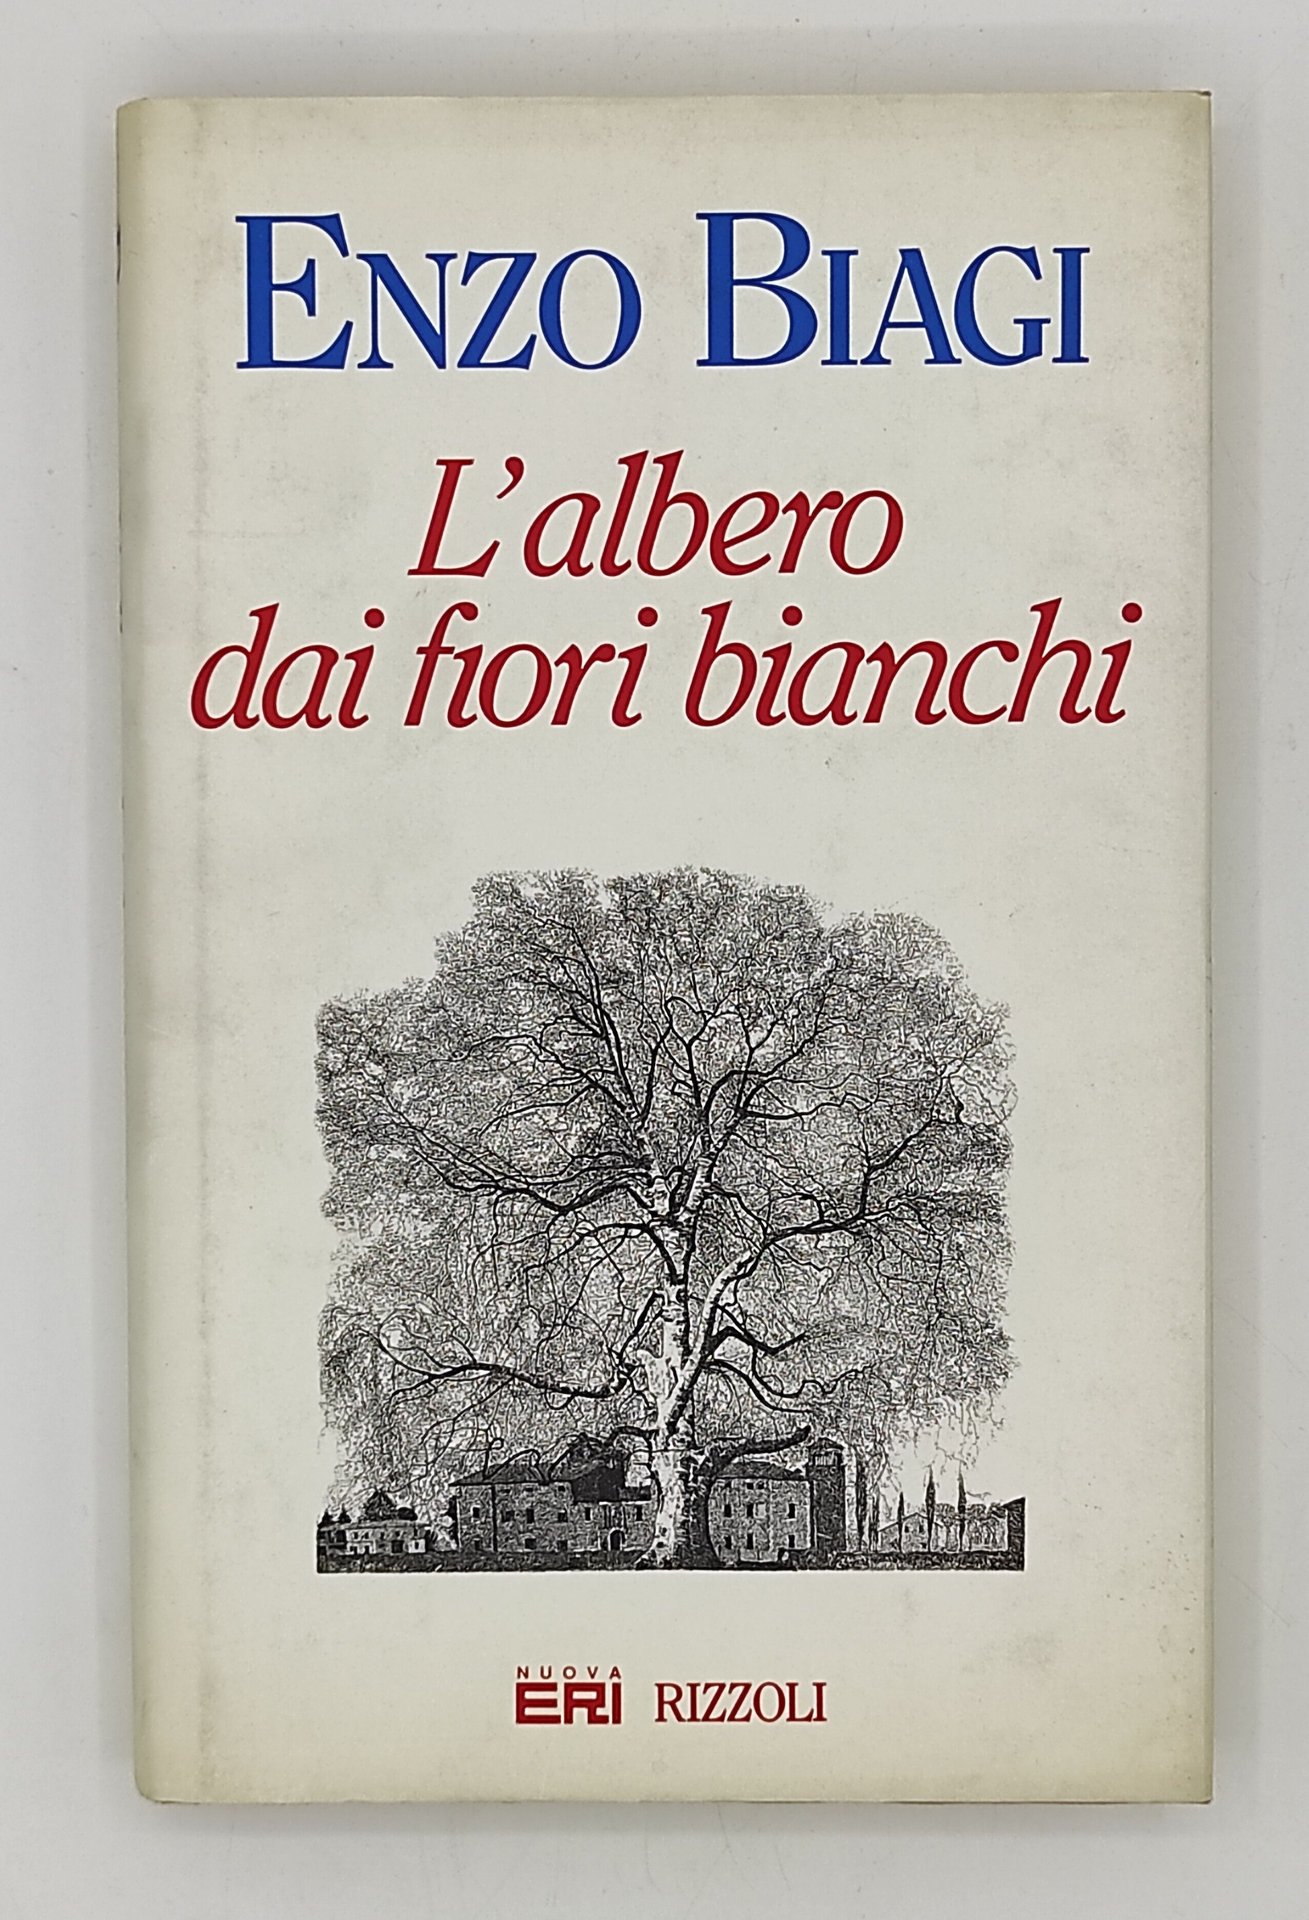 ENZO BIAGI
L'albero
dai fiori bianchi
NUOVA
ERI RIZZOLI